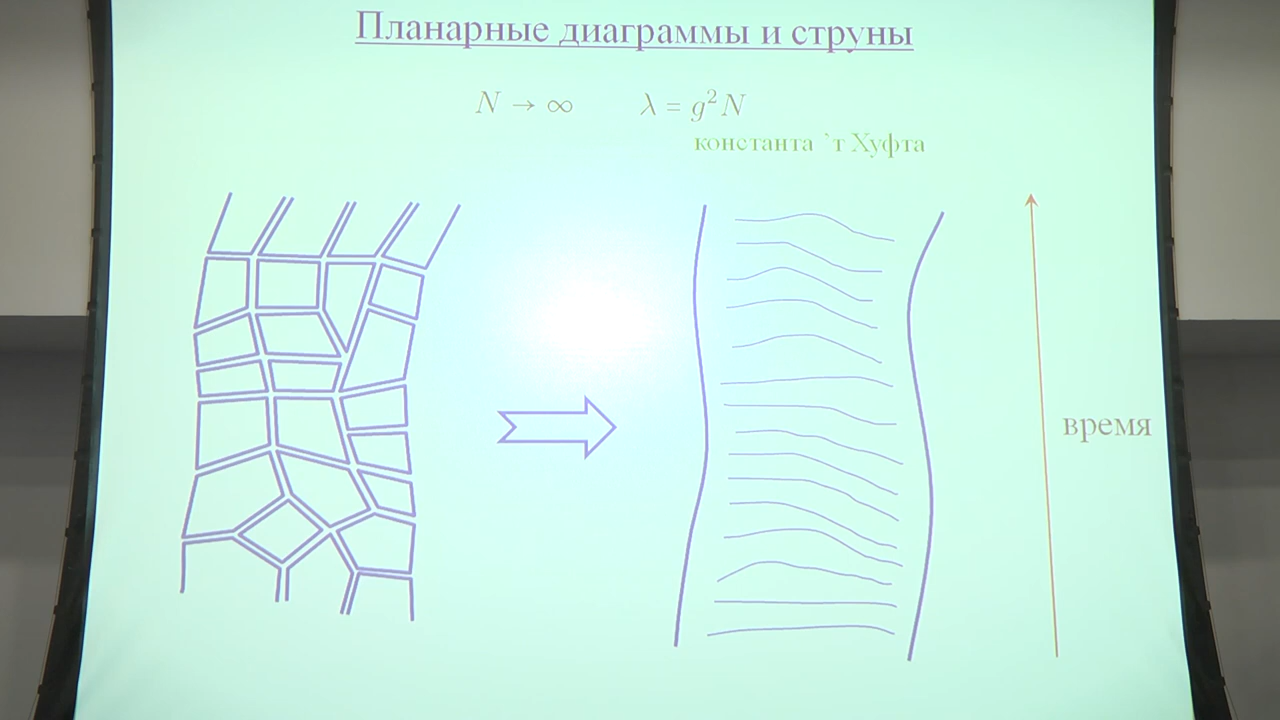 Планарные диаграммы и струны
N → ∞ λ = g²N
константа `т Хуфта
время